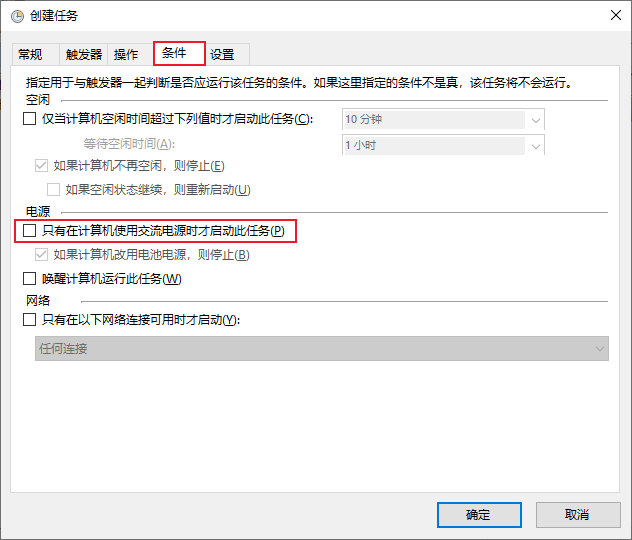 创建任务
常规 触发器 操作 条件 设置
指定用于与触发器一起判断是否应运行该任务的条件。如果这里指定的条件不是真，该任务将不会运行。
空闲
仅当计算机空闲时间超过下列值时才启动此任务(C): 10 分钟
等待空闲时间(A): 1 小时
如果计算机不再空闲，则停止(E)
如果空闲状态继续，则重新启动(U)
电源
只有在计算机使用交流电源时才启动此任务(P)
如果计算机改用电池电源，则停止(B)
唤醒计算机运行此任务(W)
网络
只有在以下网络连接可用时才启动(Y):
任何连接
确定 取消